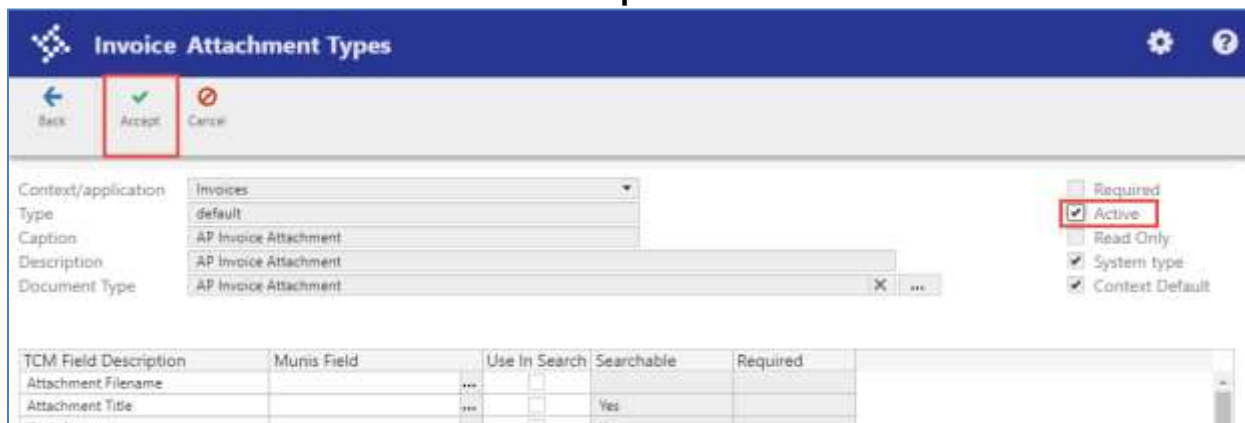 Invoice Attachment Types
Back Accept Cancel
Context/application Invoices Required
Type default Active
Caption AP Invoice Attachment Read Only
Description AP Invoice Attachment System type
Document Type AP Invoice Attachment X ... Context Default
TCM Field Description Munis Field Use In Search Searchable Required
Attachment Filename ...
Attachment Title ... Yes